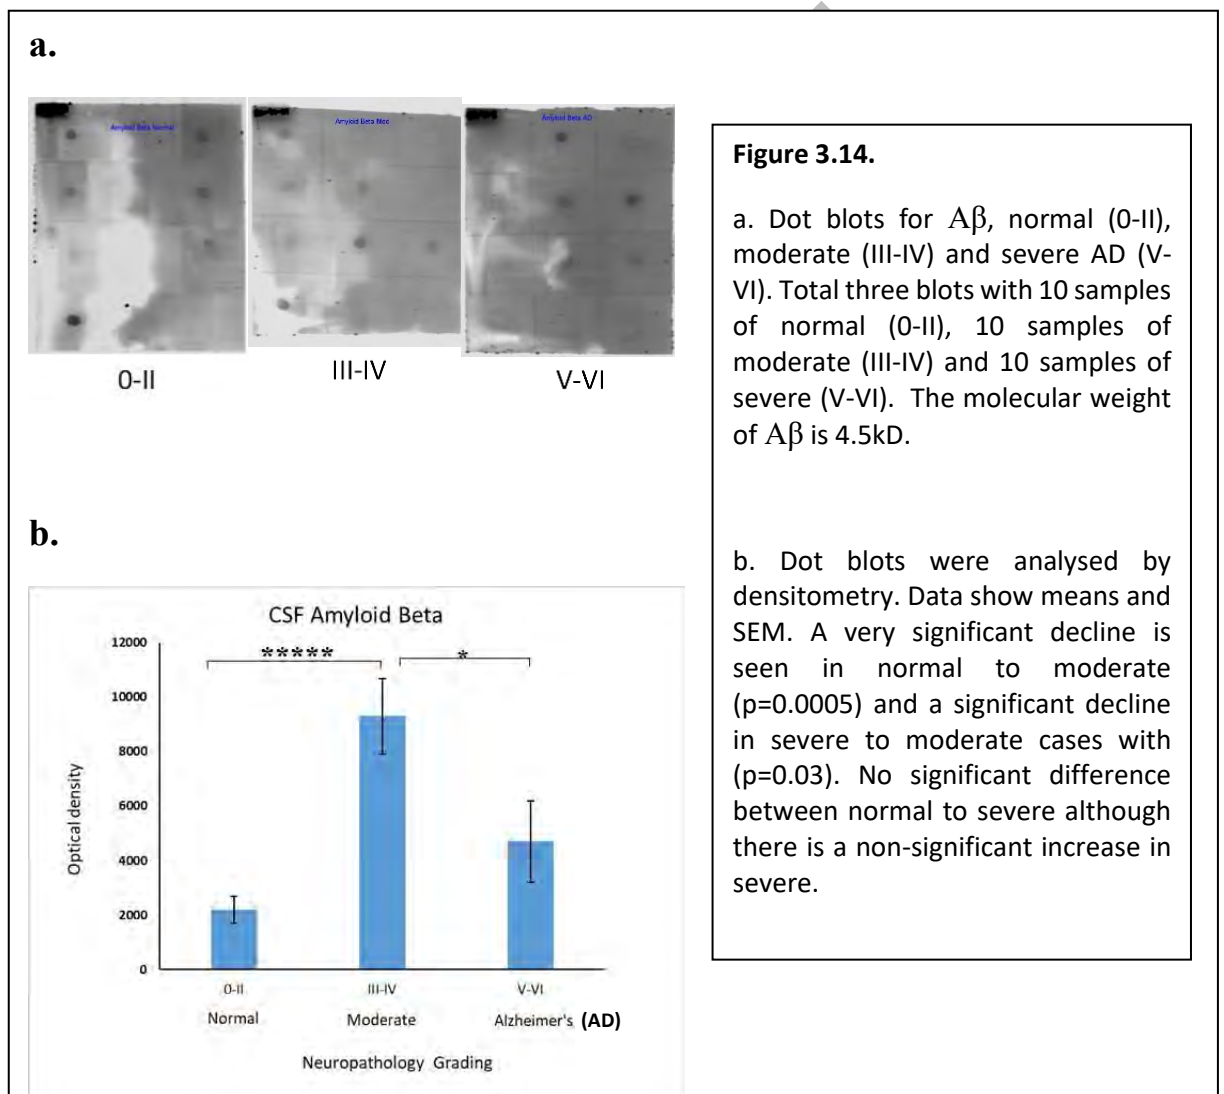 a.
Amyloid Beta Normal
Amyloid Beta Mod
Amyloid Beta AD
0-II
III-IV
V-VI
b.
CSF Amyloid Beta
12000
10000
8000
6000
4000
2000
0
*****
*
Optical density
0-II
III-IV
V-VI
Normal
Moderate
Alzheimer's (AD)
Neuropathology Grading
Figure 3.14.
a. Dot blots for Aβ, normal (0-II),
moderate (III-IV) and severe AD (V-
VI). Total three blots with 10 samples
of normal (0-II), 10 samples of
moderate (III-IV) and 10 samples of
severe (V-VI). The molecular weight
of Aβ is 4.5kD.
b. Dot blots were analysed by
densitometry. Data show means and
SEM. A very significant decline is
seen in normal to moderate
(p=0.0005) and a significant decline
in severe to moderate cases with
(p=0.03). No significant difference
between normal to severe although
there is a non-significant increase in
severe.